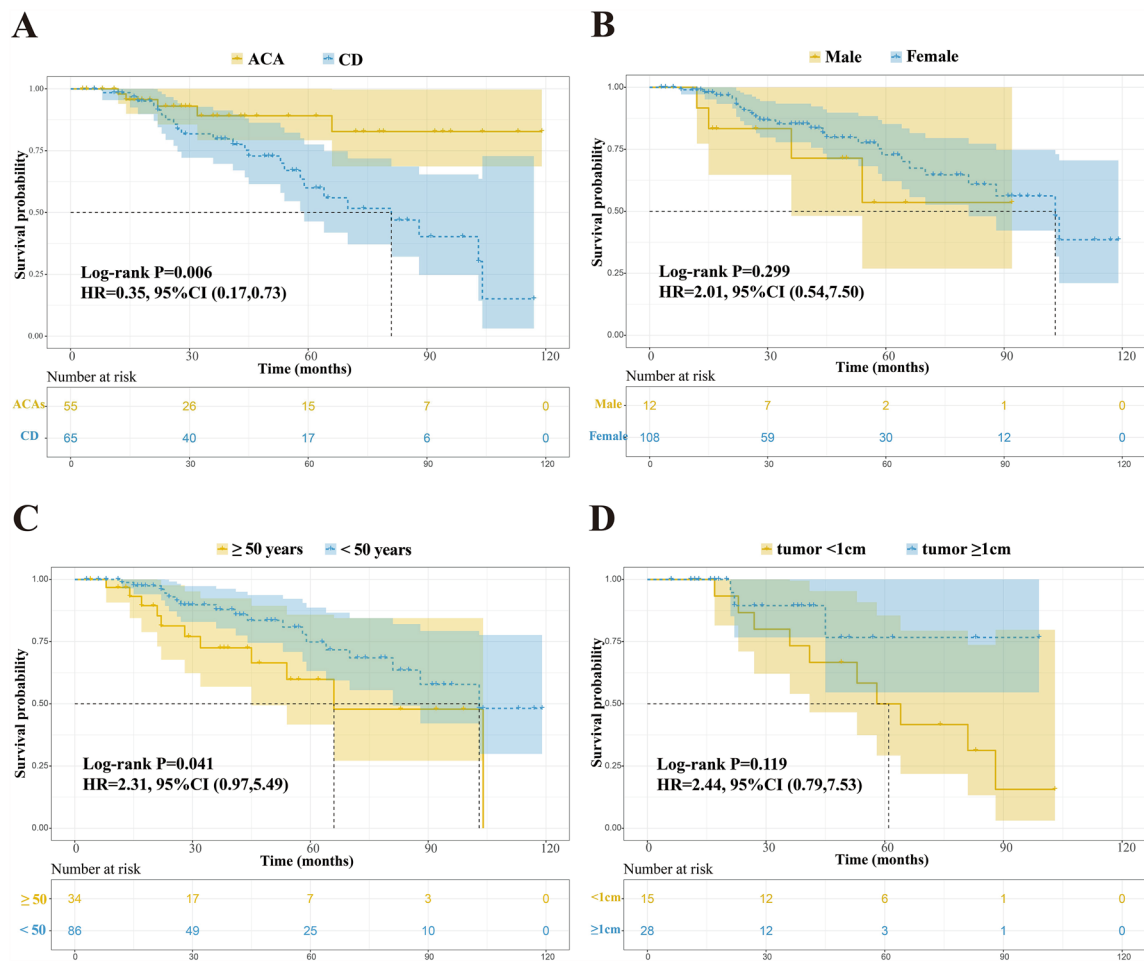 A
ACA CD
Survival probability
1.00
0.75
0.50
0.25
0.00
Log-rank P=0.006
HR=0.35, 95%CI (0.17,0.73)
0 30 60 90 120
Time (months)
Number at risk
ACAs 55 26 15 7 0
CD 65 40 17 6 0
0 30 60 90 120
B
Male Female
Survival probability
1.00
0.75
0.50
0.25
0.00
Log-rank P=0.299
HR=2.01, 95%CI (0.54,7.50)
0 30 60 90 120
Time (months)
Number at risk
Male 12 7 2 1 0
Female 108 59 30 12 0
0 30 60 90 120
C
≥ 50 years < 50 years
Survival probability
1.00
0.75
0.50
0.25
0.00
Log-rank P=0.041
HR=2.31, 95%CI (0.97,5.49)
0 30 60 90 120
Time (months)
Number at risk
≥ 50 34 17 7 3 0
< 50 86 49 25 10 0
0 30 60 90 120
D
tumor <1cm tumor ≥1cm
Survival probability
1.00
0.75
0.50
0.25
0.00
Log-rank P=0.119
HR=2.44, 95%CI (0.79,7.53)
0 30 60 90 120
Time (months)
Number at risk
<1cm 15 12 6 1 0
≥1cm 28 12 3 1 0
0 30 60 90 120